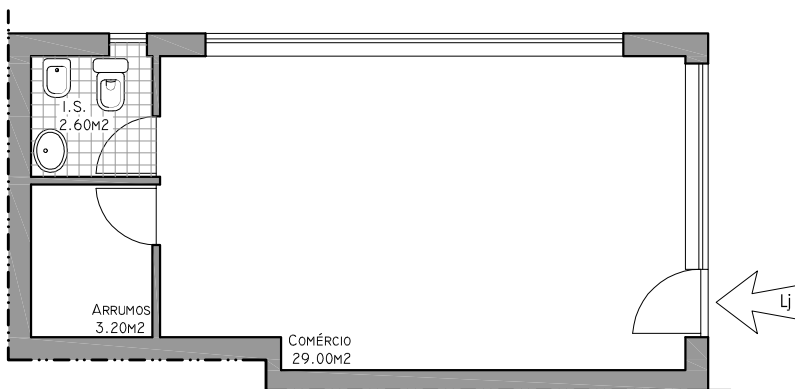 I.S.
2.60M2
ARRUMOS
3.20M2
COMÉRCIO
29.00M2
Lj